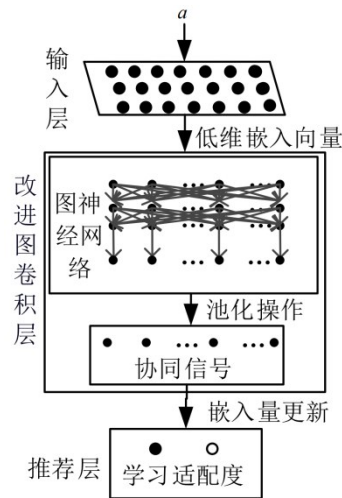 a
输入层
低维嵌入向量
改进图卷积层
图神
经网
络
池化操作
协同信号
嵌入量更新
推荐层
学习适配度